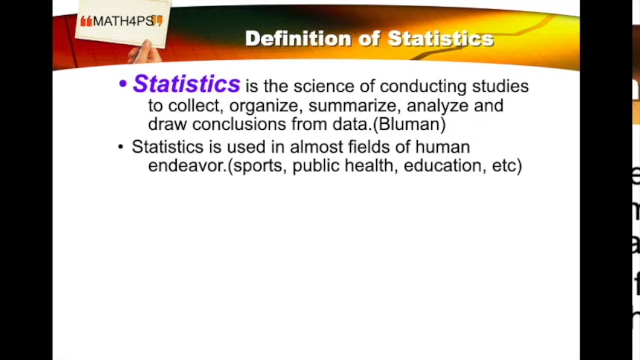 ❝MATH4PS❞
Definition of Statistics
• Statistics is the science of conducting studies
to collect, organize, summarize, analyze and
draw conclusions from data.(Bluman)
• Statistics is used in almost fields of human
endeavor.(sports, public health, education, etc)